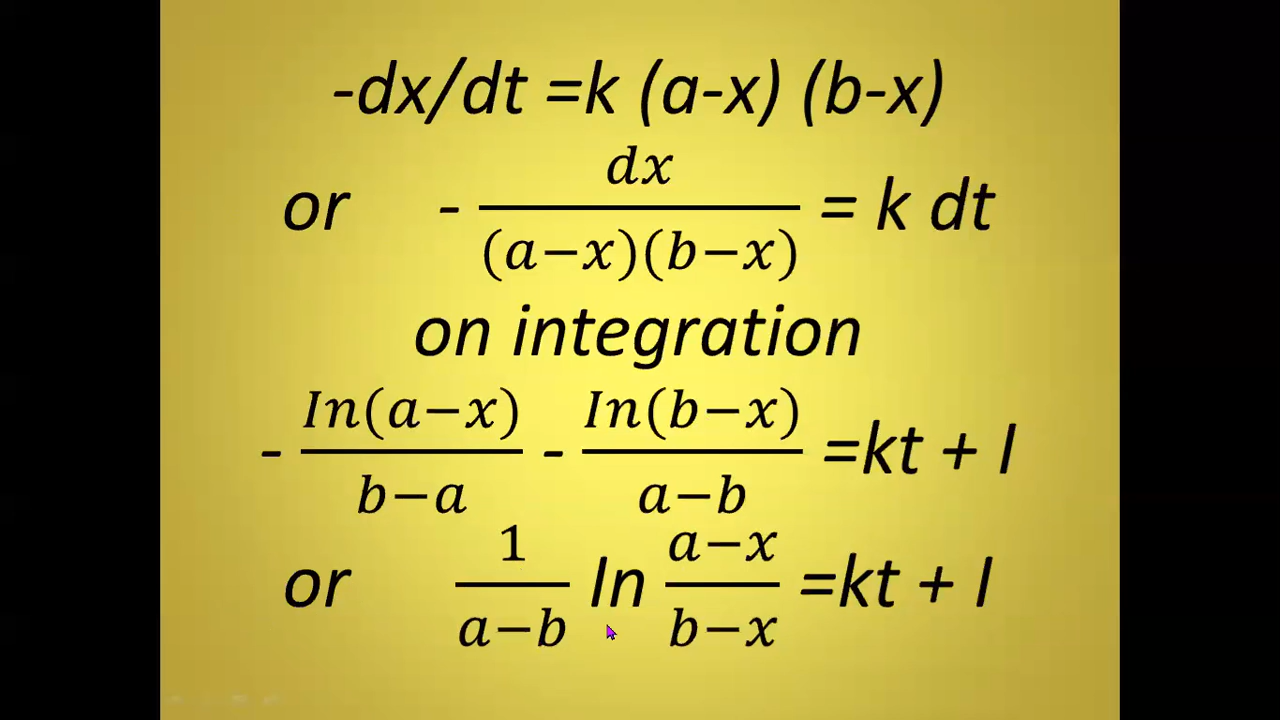 -dx/dt =k (a-x) (b-x)
or - dx/(a−x)(b−x) = k dt
on integration
- In(a−x)/b−a - In(b−x)/a−b =kt + I
or 1/a−b In a−x/b−x =kt + I